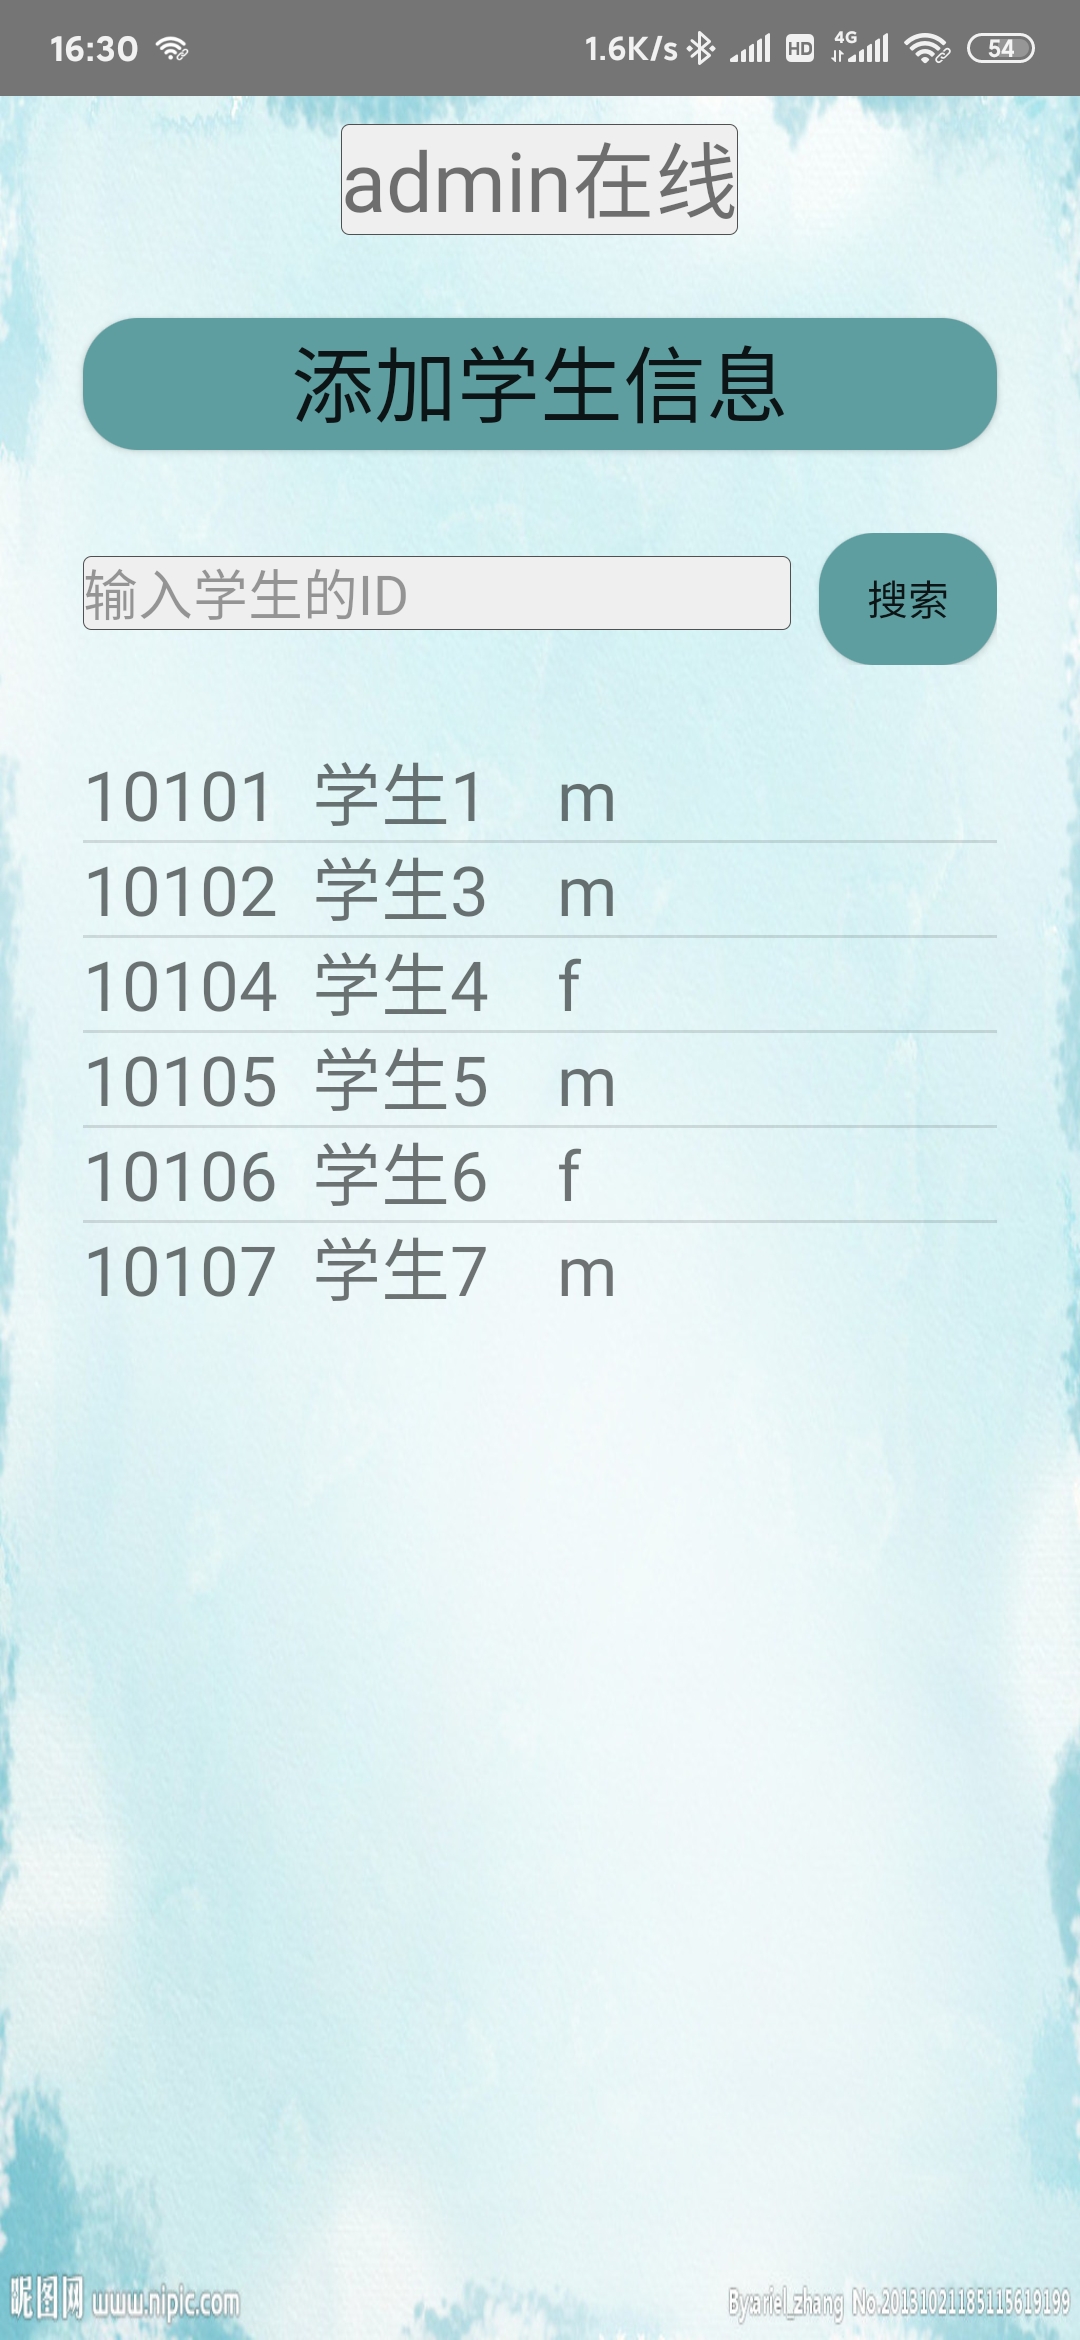 16:30 1.6K/s HD 4G 54
admin在线
添加学生信息
输入学生的ID 搜索
10101 学生1 m
10102 学生3 m
10104 学生4 f
10105 学生5 m
10106 学生6 f
10107 学生7 m
昵图网 www.nipic.com By:ariel_zhang No.20131021185115619199